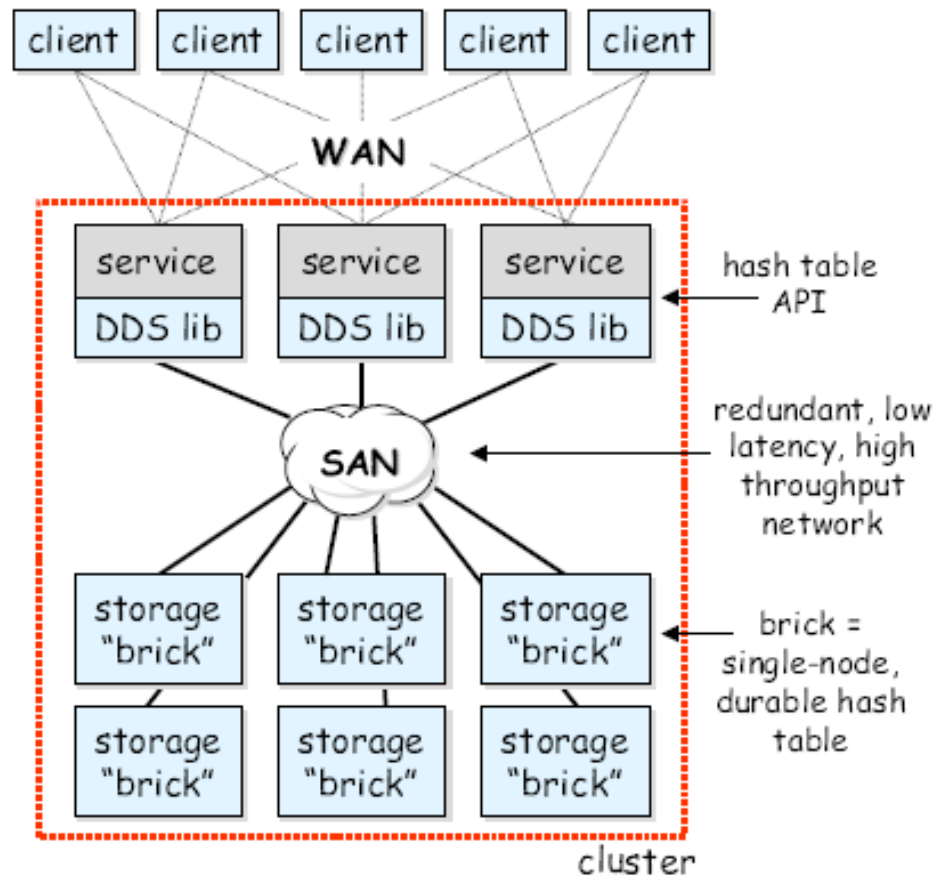 client client client client client
WAN
service service service
DDS lib DDS lib DDS lib
hash table
API
SAN
redundant, low
latency, high
throughput
network
storage storage storage
"brick" "brick" "brick"
brick =
single-node,
durable hash
table
storage storage storage
"brick" "brick" "brick"
cluster